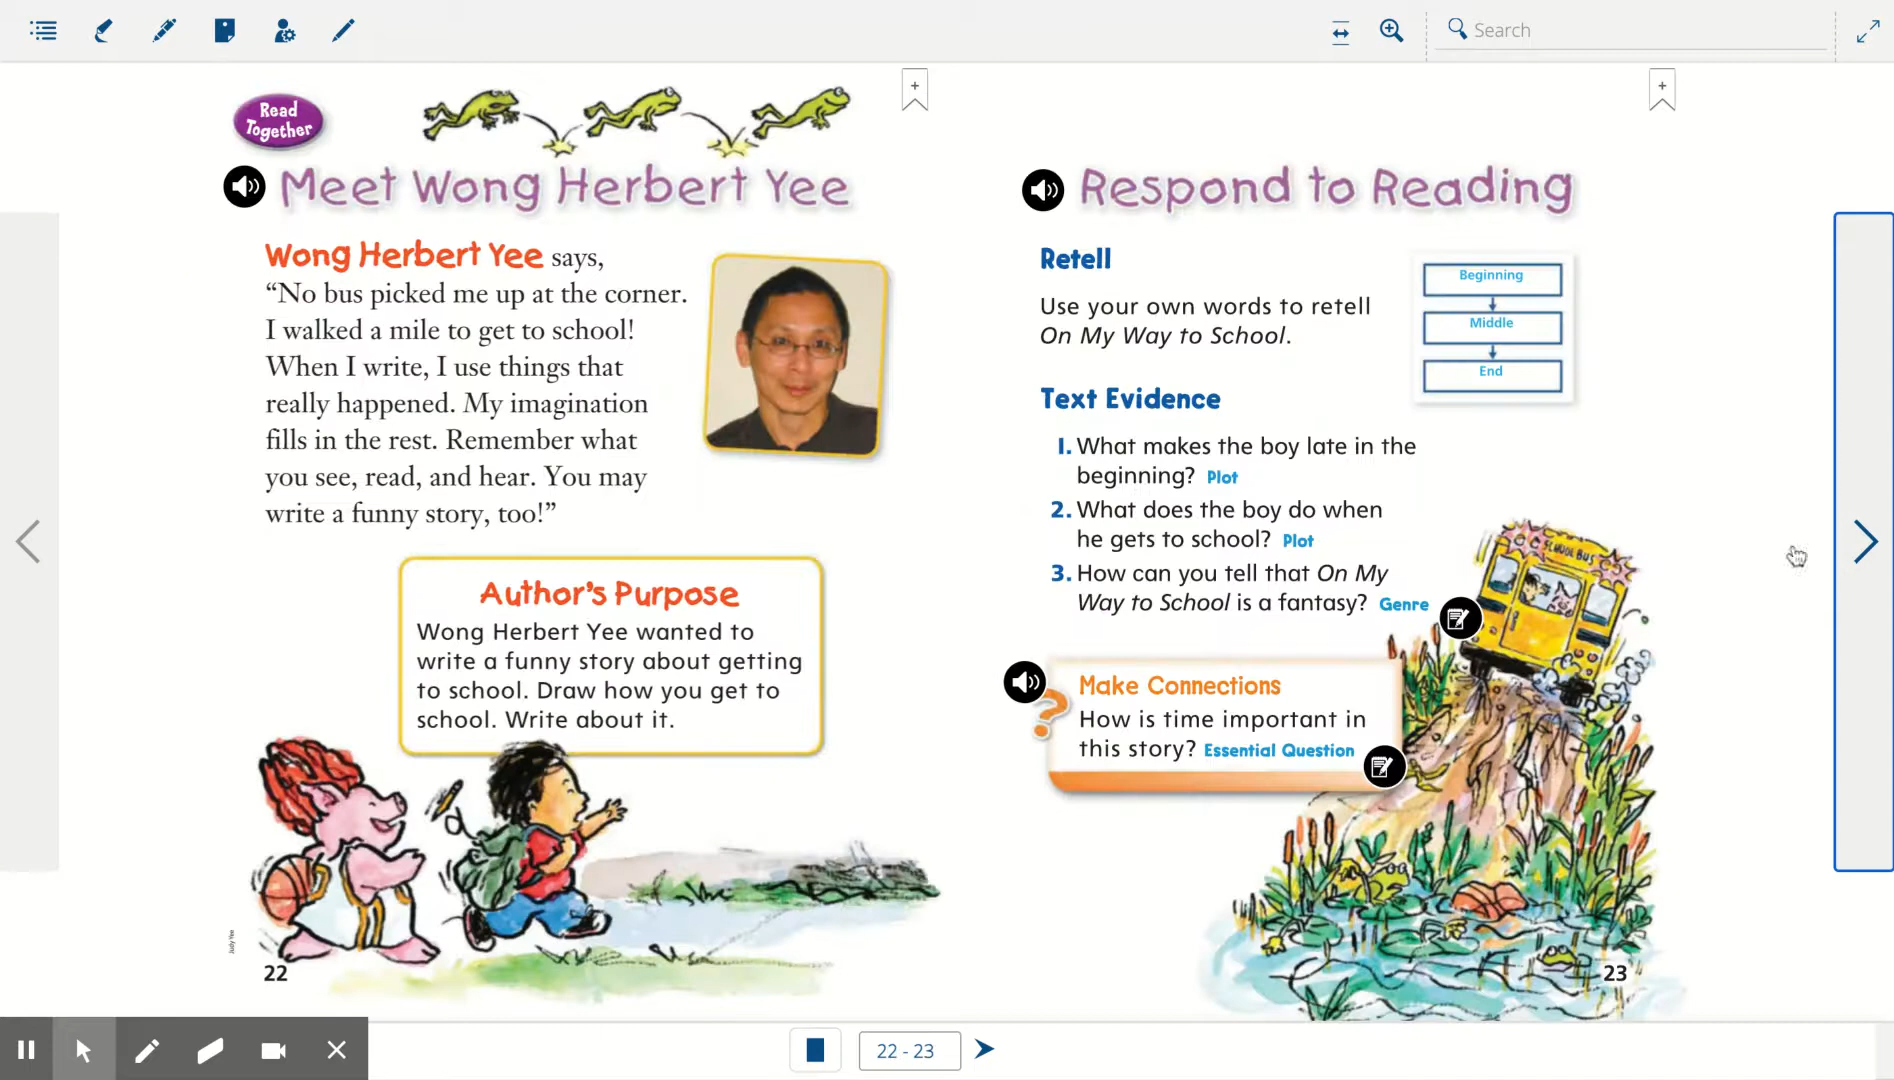 Search
Read
Together
Meet Wong Herbert Yee
Wong Herbert Yee says,
“No bus picked me up at the corner.
I walked a mile to get to school!
When I write, I use things that
really happened. My imagination
fills in the rest. Remember what
you see, read, and hear. You may
write a funny story, too!”
Author’s Purpose
Wong Herbert Yee wanted to
write a funny story about getting
to school. Draw how you get to
school. Write about it.
Judy Yee
22
Respond to Reading
Retell
Use your own words to retell
On My Way to School.
Beginning
Middle
End
Text Evidence
1. What makes the boy late in the
beginning? Plot
2. What does the boy do when
he gets to school? Plot
3. How can you tell that On My
Way to School is a fantasy? Genre
SCHOOL BUS
Make Connections
?
How is time important in
this story? Essential Question
23
22 - 23